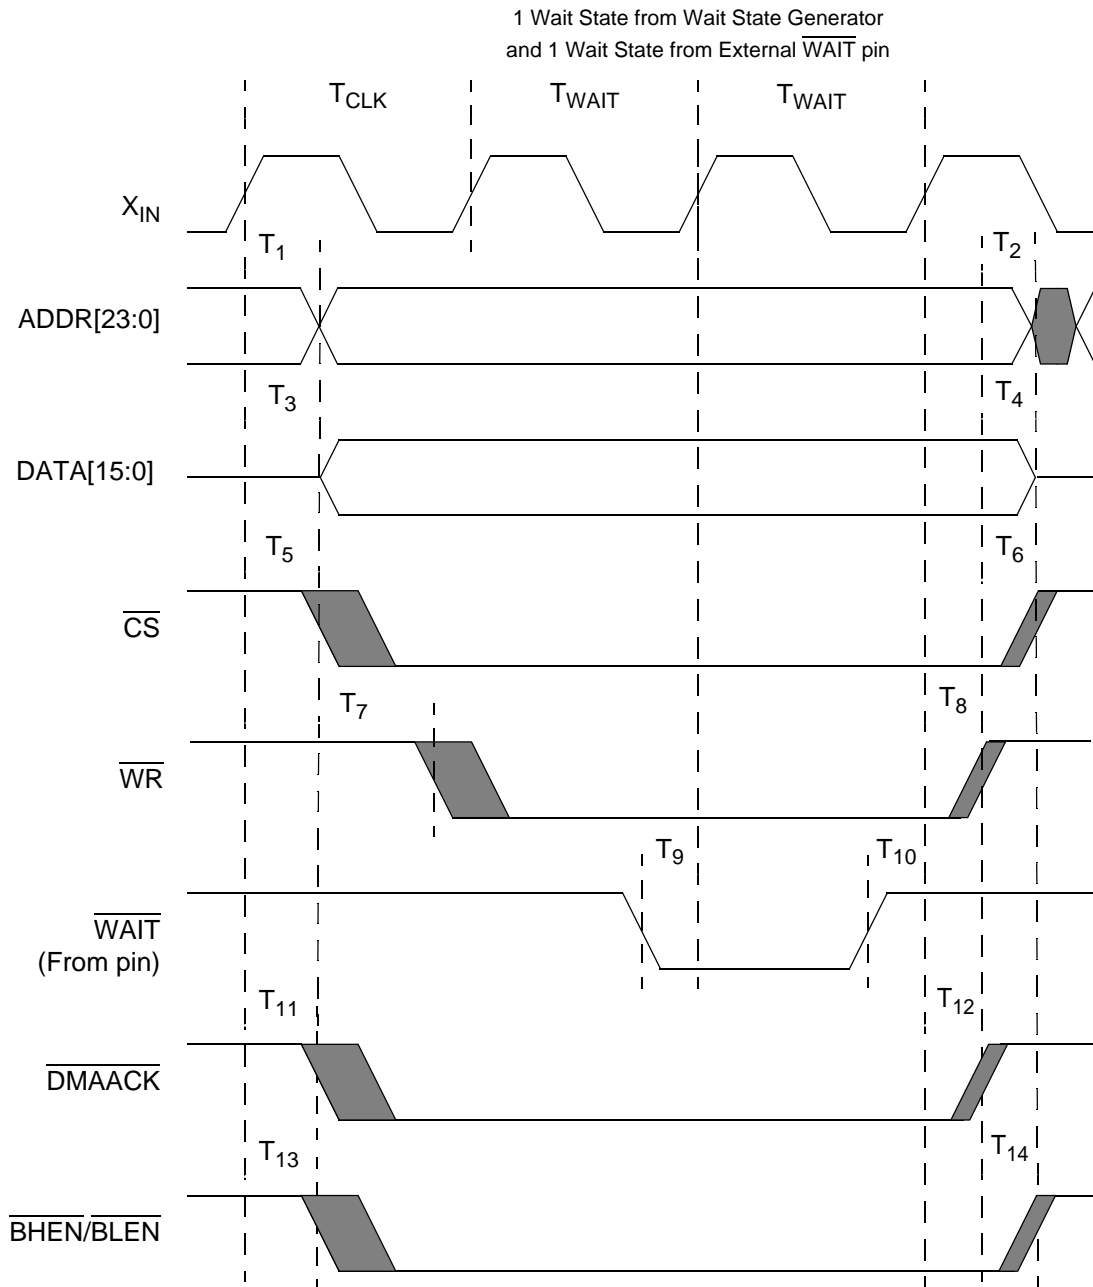 1 Wait State from Wait State Generator
and 1 Wait State from External WAIT pin
TCLK TWAIT TWAIT
XIN
T1 T2
ADDR[23:0]
T3 T4
DATA[15:0]
T5 T6
CS
T7 T8
WR
T9 T10
WAIT
(From pin)
T11 T12
DMAACK
T13 T14
BHEN/BLEN